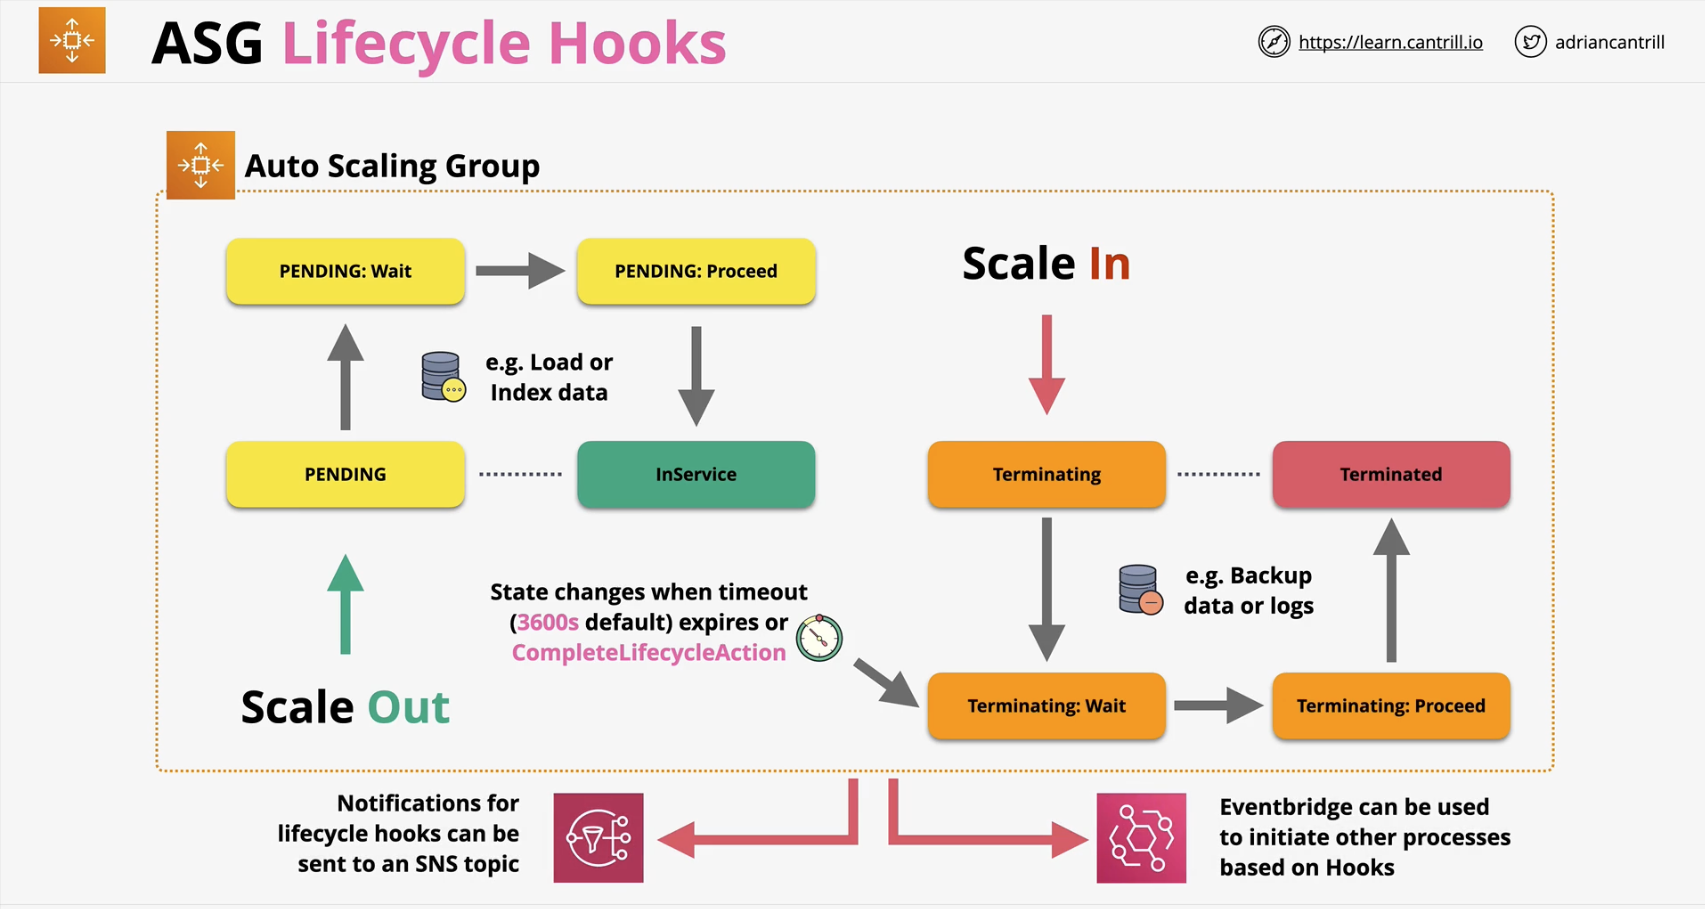 ASG Lifecycle Hooks
https://learn.cantrill.io
adriancantrill
Auto Scaling Group
PENDING: Wait
PENDING: Proceed
e.g. Load or
Index data
PENDING
InService
Scale Out
Scale In
Terminating
Terminated
State changes when timeout
(3600s default) expires or
CompleteLifecycleAction
e.g. Backup
data or logs
Terminating: Wait
Terminating: Proceed
Notifications for
lifecycle hooks can be
sent to an SNS topic
Eventbridge can be used
to initiate other processes
based on Hooks